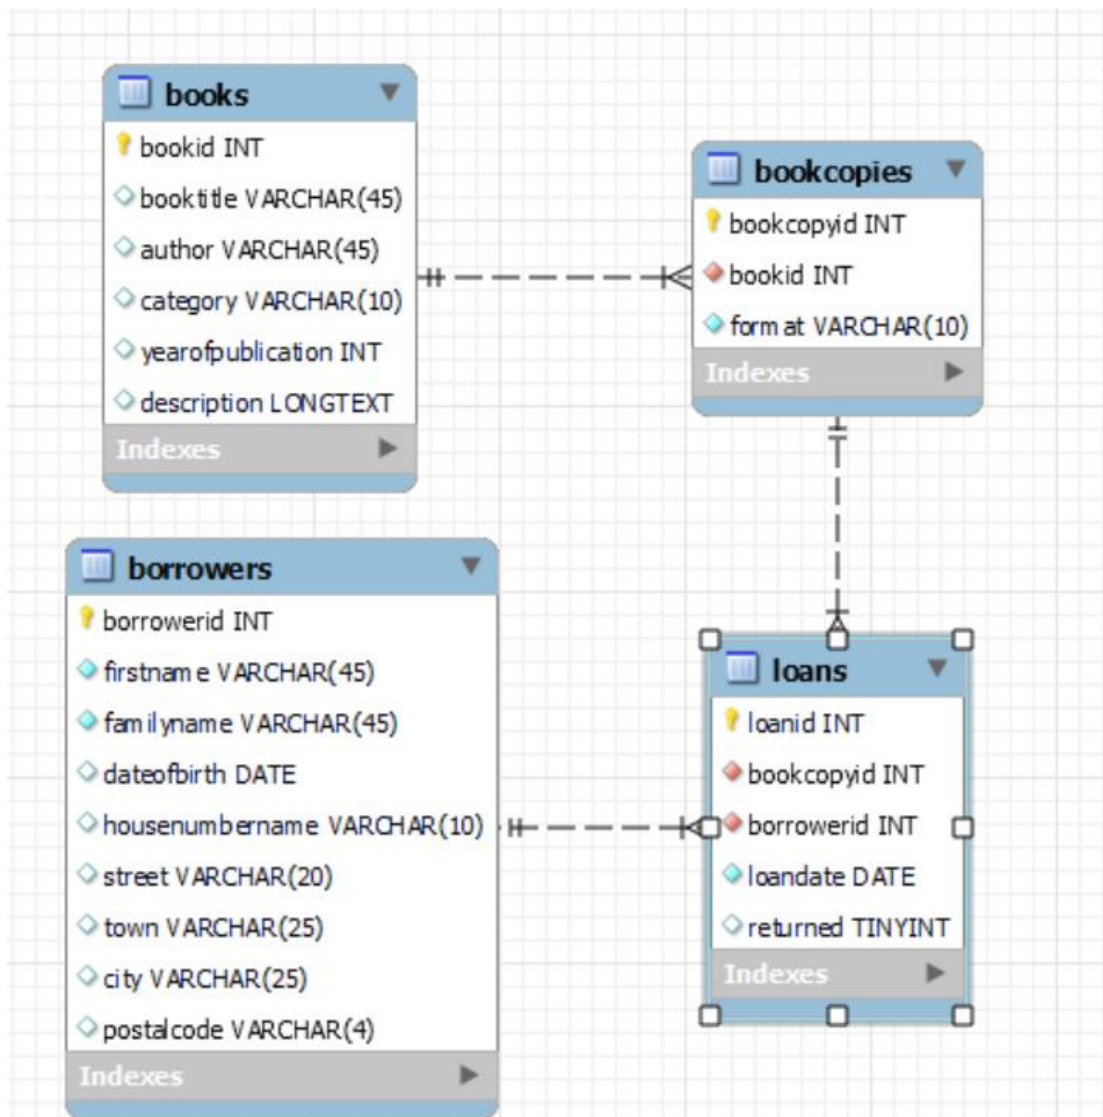 books
bookid INT
booktitle VARCHAR(45)
author VARCHAR(45)
category VARCHAR(10)
yearofpublication INT
description LONGTEXT
Indexes
bookcopies
bookcopyid INT
bookid INT
format VARCHAR(10)
Indexes
borrowers
borrowerid INT
firstname VARCHAR(45)
familyname VARCHAR(45)
dateofbirth DATE
housenumbername VARCHAR(10)
street VARCHAR(20)
town VARCHAR(25)
city VARCHAR(25)
postalcode VARCHAR(4)
Indexes
loans
loanid INT
bookcopyid INT
borrowerid INT
loandate DATE
returned TINYINT
Indexes